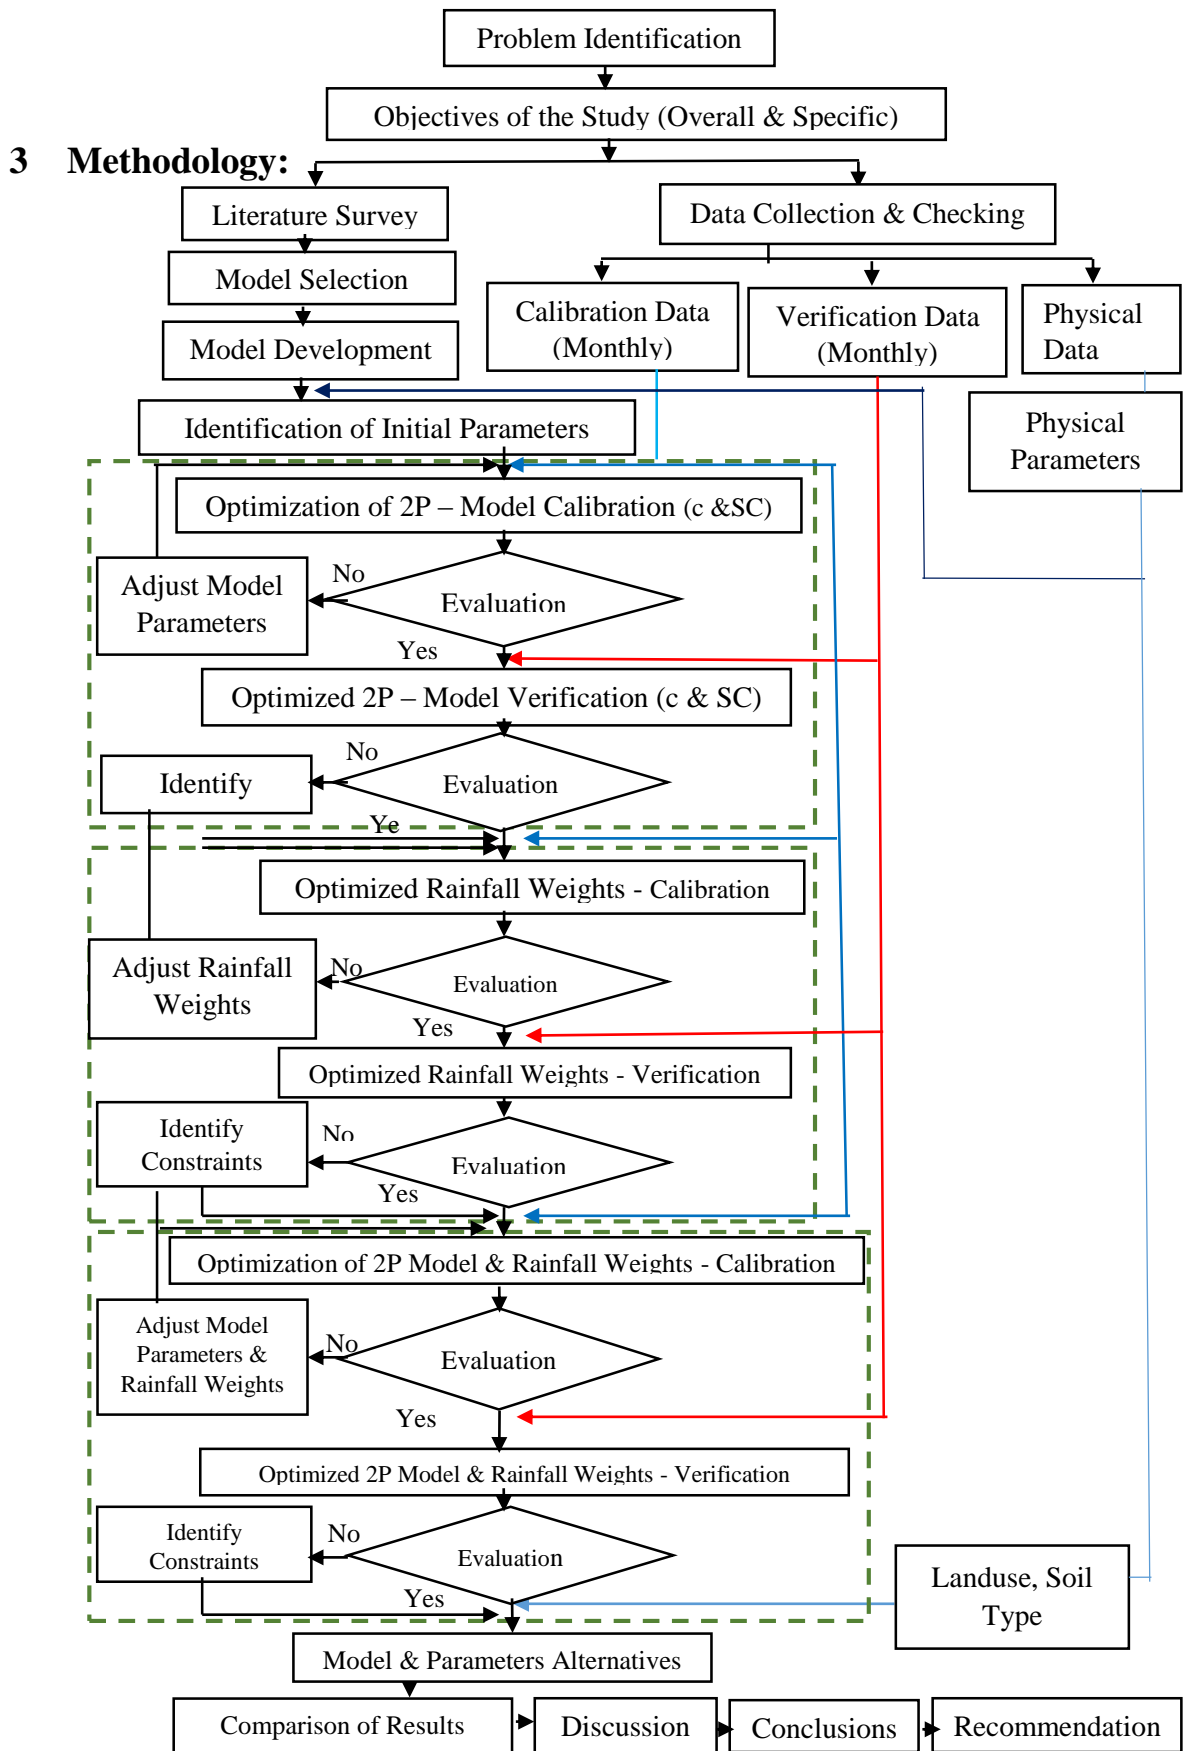 Problem Identification
Objectives of the Study (Overall & Specific)
3 Methodology:
Literature Survey
Data Collection & Checking
Model Selection
Calibration Data
(Monthly)
Verification Data
(Monthly)
Physical
Data
Model Development
Identification of Initial Parameters
Physical
Parameters
Optimization of 2P – Model Calibration (c &SC)
No
Adjust Model
Parameters
Evaluation
Yes
Optimized 2P – Model Verification (c & SC)
No
Identify
Evaluation
Ye
Optimized Rainfall Weights - Calibration
Adjust Rainfall
Weights
No
Evaluation
Yes
Optimized Rainfall Weights - Verification
Identify
Constraints
No
Evaluation
Yes
Optimization of 2P Model & Rainfall Weights - Calibration
Adjust Model
Parameters &
Rainfall Weights
No
Evaluation
Yes
Optimized 2P Model & Rainfall Weights - Verification
Identify
Constraints
No
Evaluation
Yes
Landuse, Soil
Type
Model & Parameters Alternatives
Comparison of Results
Discussion
Conclusions
Recommendation